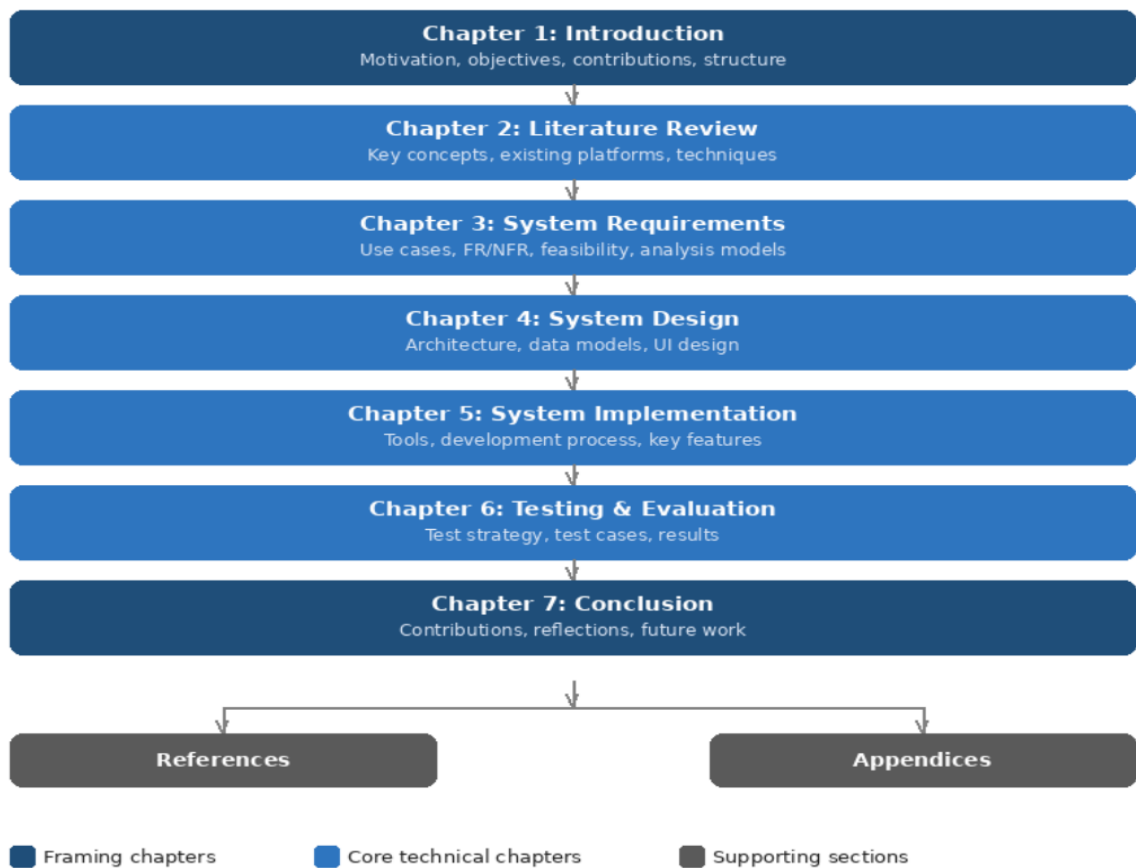 Chapter 1: Introduction
Motivation, objectives, contributions, structure
Chapter 2: Literature Review
Key concepts, existing platforms, techniques
Chapter 3: System Requirements
Use cases, FR/NFR, feasibility, analysis models
Chapter 4: System Design
Architecture, data models, UI design
Chapter 5: System Implementation
Tools, development process, key features
Chapter 6: Testing & Evaluation
Test strategy, test cases, results
Chapter 7: Conclusion
Contributions, reflections, future work
References
Appendices
Framing chapters
Core technical chapters
Supporting sections